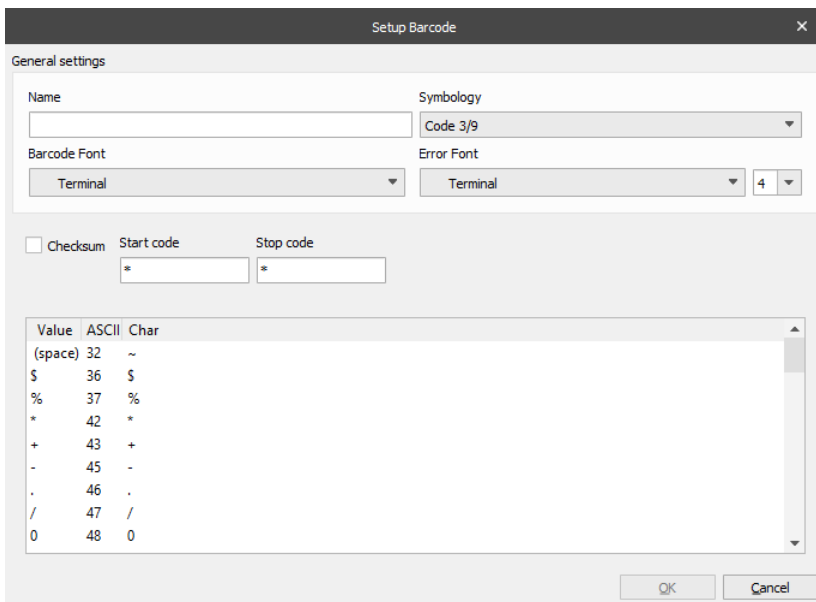 Setup Barcode
General settings
Name Symbology
Code 3/9
Barcode Font Error Font
Terminal Terminal 4
Checksum Start code Stop code
* *
Value ASCII Char
(space) 32 ~
$ 36 $
% 37 %
* 42 *
+ 43 +
- 45 -
. 46 .
/ 47 /
0 48 0
OK Cancel